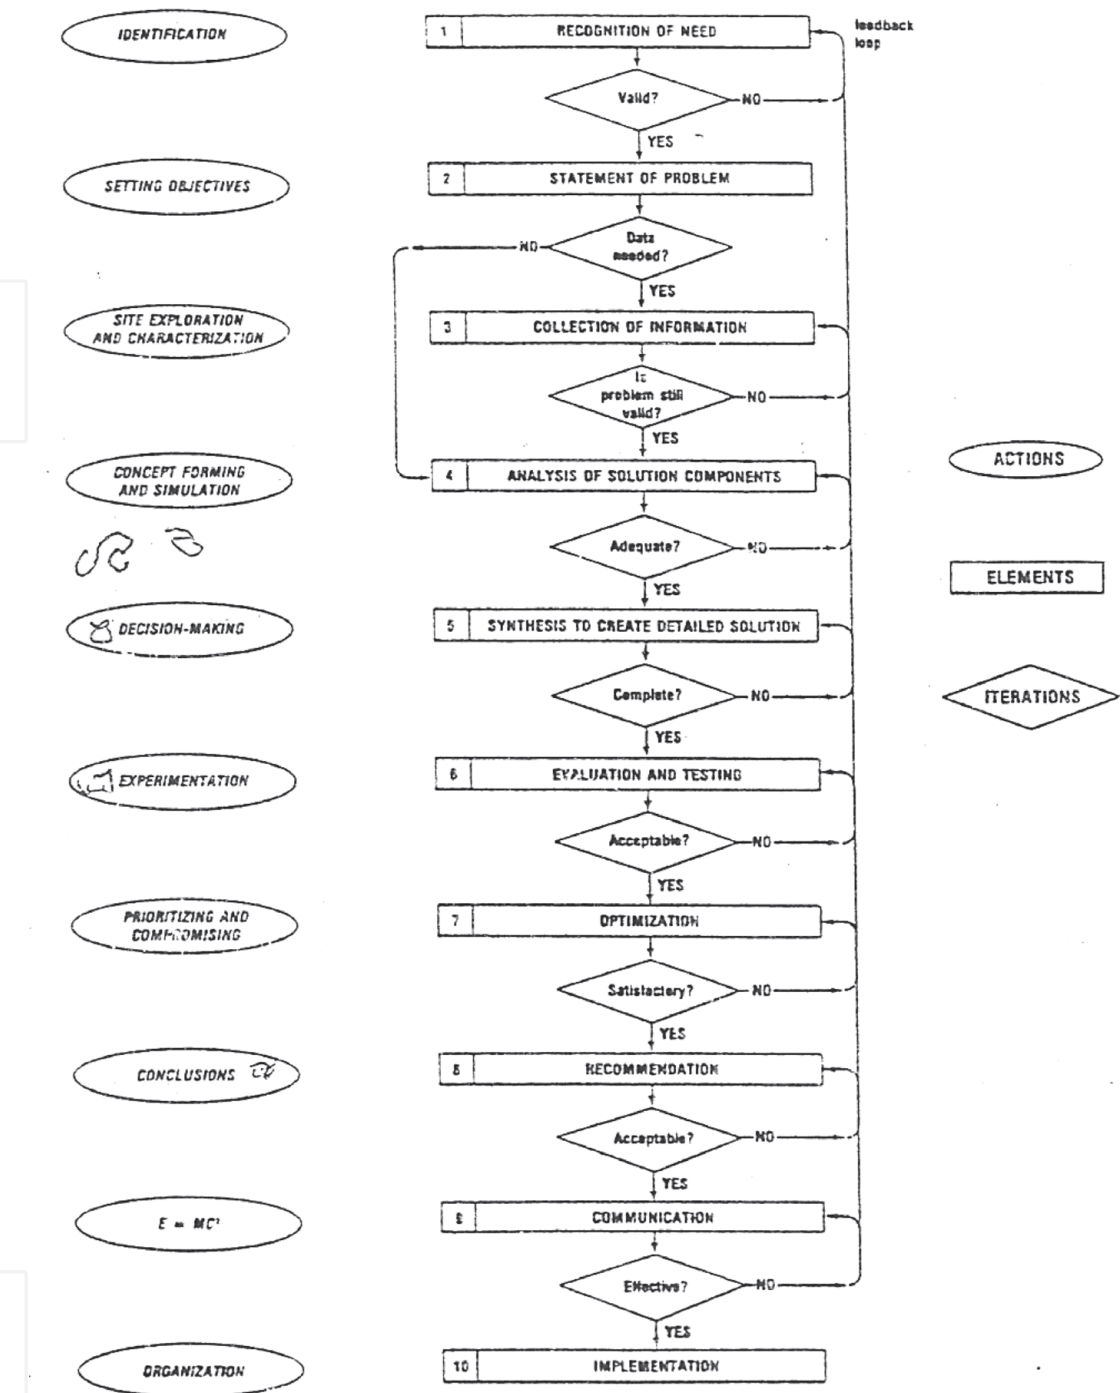 IDENTIFICATION
1 RECOGNITION OF NEED
feedback
loop
Valid?
NO
YES
SETTING OBJECTIVES
2 STATEMENT OF PROBLEM
NO
Data
needed?
YES
SITE EXPLORATION
AND CHARACTERIZATION
3 COLLECTION OF INFORMATION
Is
problem still
valid?
NO
YES
CONCEPT FORMING
AND SIMULATION
4 ANALYSIS OF SOLUTION COMPONENTS
ACTIONS
Adequate?
NO
YES
ELEMENTS
DECISION-MAKING
5 SYNTHESIS TO CREATE DETAILED SOLUTION
Complete?
NO
ITERATIONS
YES
EXPERIMENTATION
6 EVALUATION AND TESTING
Acceptable?
NO
YES
PRIORITIZING AND
COMPROMISING
7 OPTIMIZATION
Satisfactory?
NO
YES
CONCLUSIONS
8 RECOMMENDATION
Acceptable?
NO
YES
E = MC²
9 COMMUNICATION
Effective?
NO
YES
ORGANIZATION
10 IMPLEMENTATION